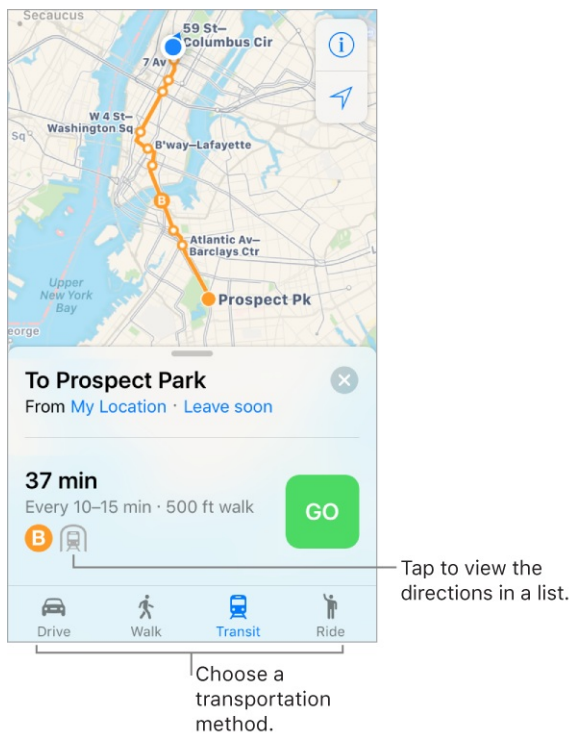 Secaucus
59 St–
Columbus Cir
7 Av
W 4 St–
Washington Sq
Sq
B'way–Lafayette
B
Atlantic Av–
Barclays Ctr
Upper
New York
Bay
Prospect Pk
eorge
To Prospect Park
From My Location · Leave soon
37 min
Every 10–15 min · 500 ft walk
GO
B
Tap to view the
directions in a list.
Drive Walk Transit Ride
Choose a
transportation
method.